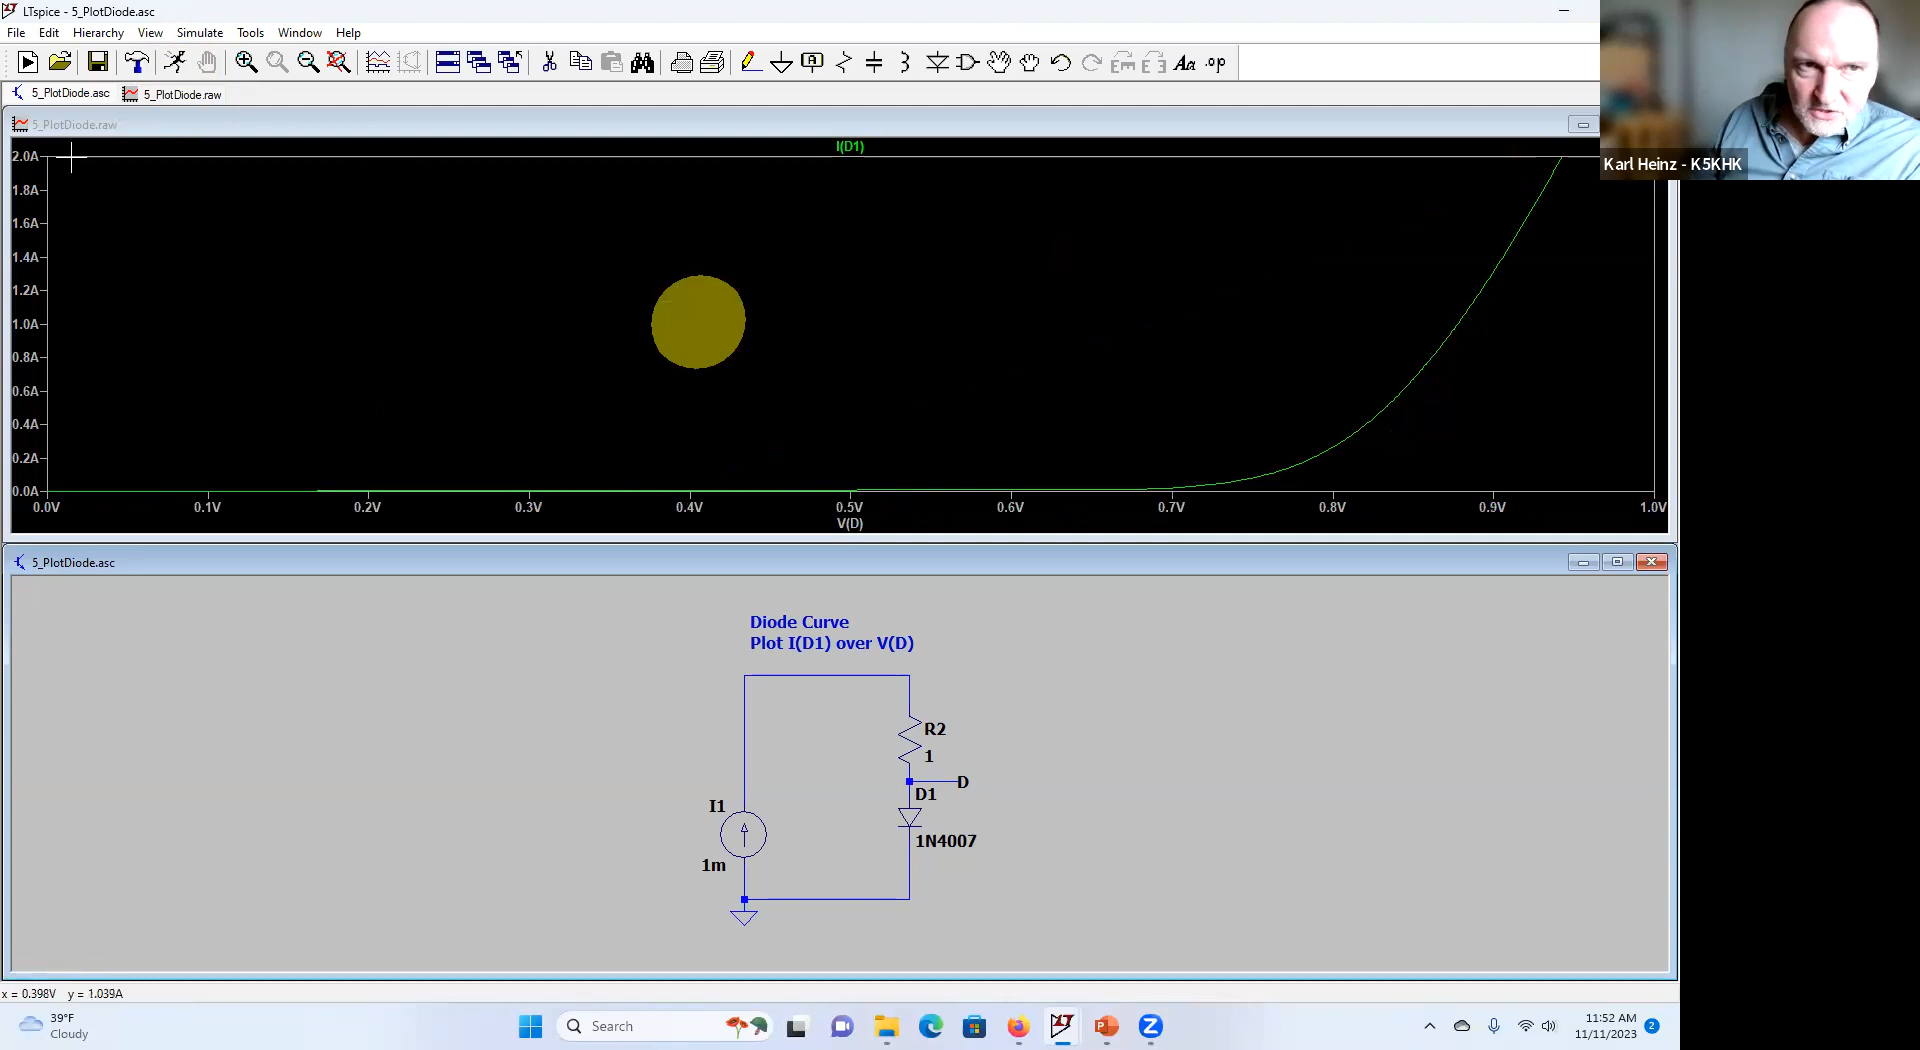 LTspice - 5_PlotDiode.asc
File Edit Hierarchy View Simulate Tools Window Help
A Aa .op
5_PlotDiode.asc 5_PlotDiode.raw
5_PlotDiode.raw
Karl Heinz - K5KHK
I(D1)
2.0A
1.8A
1.6A
1.4A
1.2A
1.0A
0.8A
0.6A
0.4A
0.2A
0.0A
0.0V 0.1V 0.2V 0.3V 0.4V 0.5V 0.6V 0.7V 0.8V 0.9V 1.0V
V(D)
5_PlotDiode.asc
Diode Curve
Plot I(D1) over V(D)
R2
1
D
D1
I1
1N4007
1m
x = 0.398V y = 1.039A
39°F
Cloudy
Search
11:52 AM
11/11/2023
2